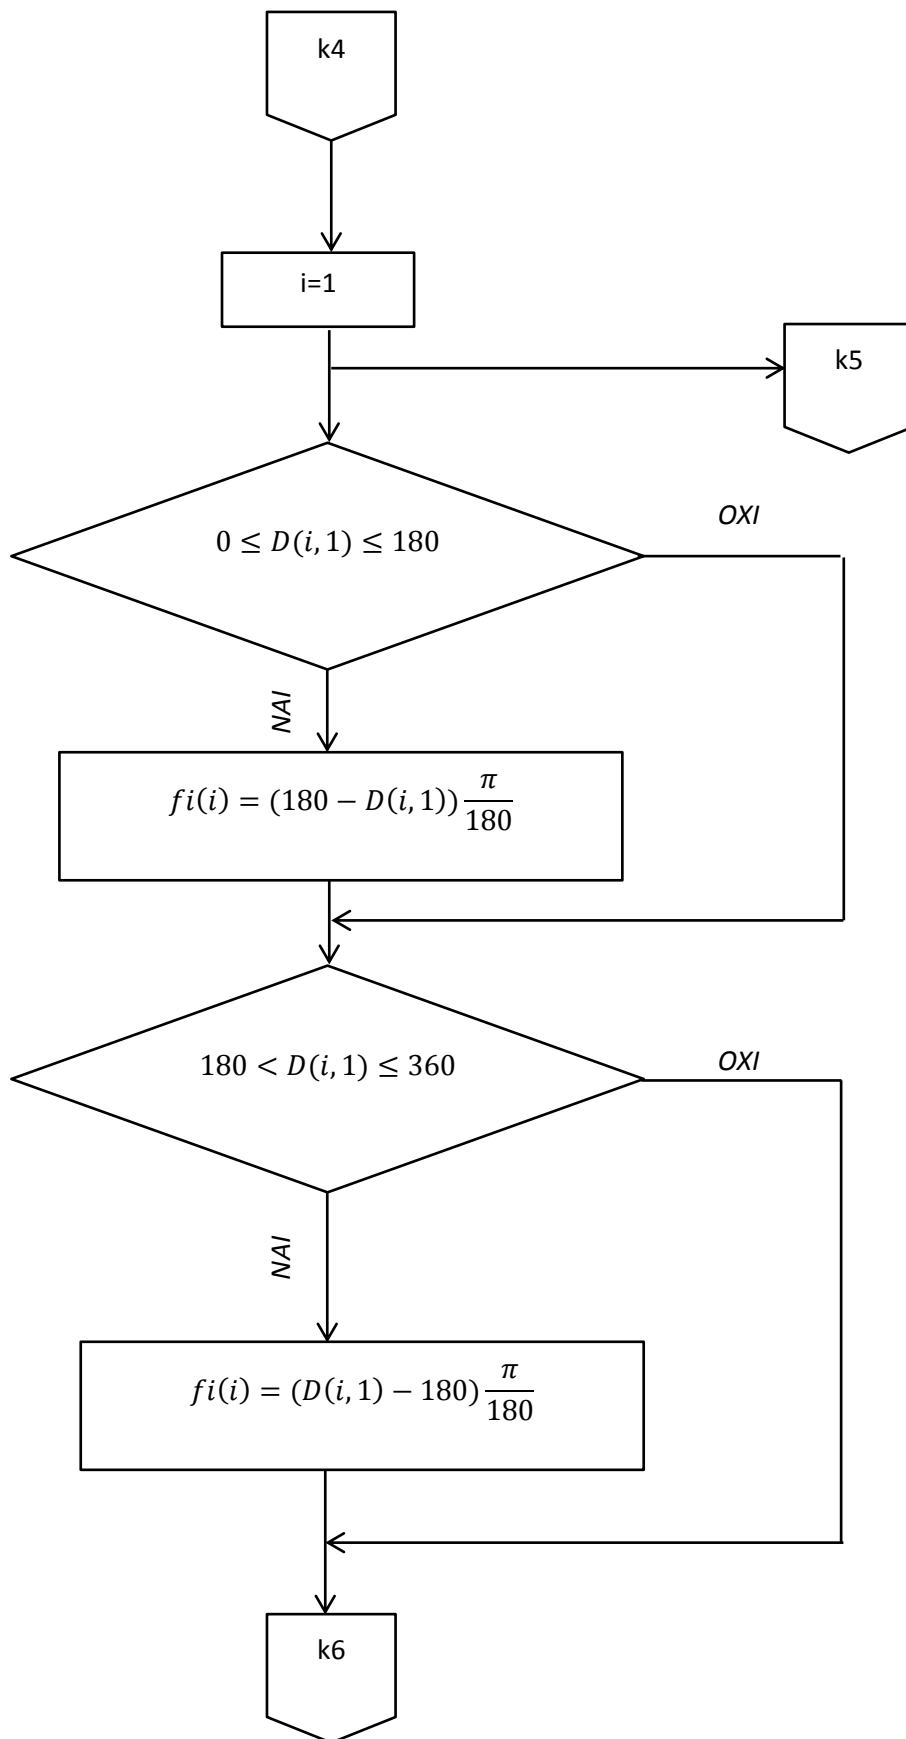 k4
i=1
k5
0 ≤ D(i, 1) ≤ 180
OXI
NAI
fi(i) = (180 − D(i, 1)) π/180
180 < D(i, 1) ≤ 360
OXI
NAI
fi(i) = (D(i, 1) − 180) π/180
k6